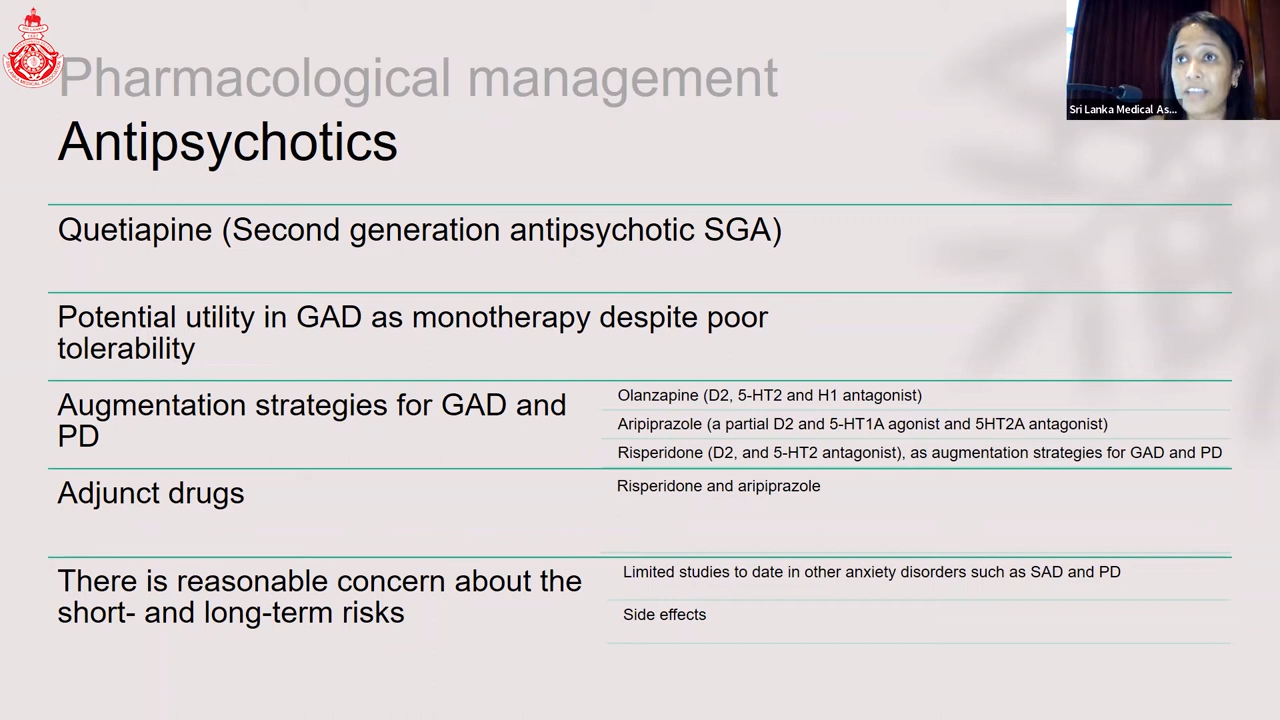 Pharmacological management
Antipsychotics
Quetiapine (Second generation antipsychotic SGA)
Potential utility in GAD as monotherapy despite poor
tolerability
Augmentation strategies for GAD and
PD
Olanzapine (D2, 5-HT2 and H1 antagonist)
Aripiprazole (a partial D2 and 5-HT1A agonist and 5HT2A antagonist)
Risperidone (D2, and 5-HT2 antagonist), as augmentation strategies for GAD and PD
Adjunct drugs
Risperidone and aripiprazole
There is reasonable concern about the
short- and long-term risks
Limited studies to date in other anxiety disorders such as SAD and PD
Side effects
Sri Lanka Medical As...